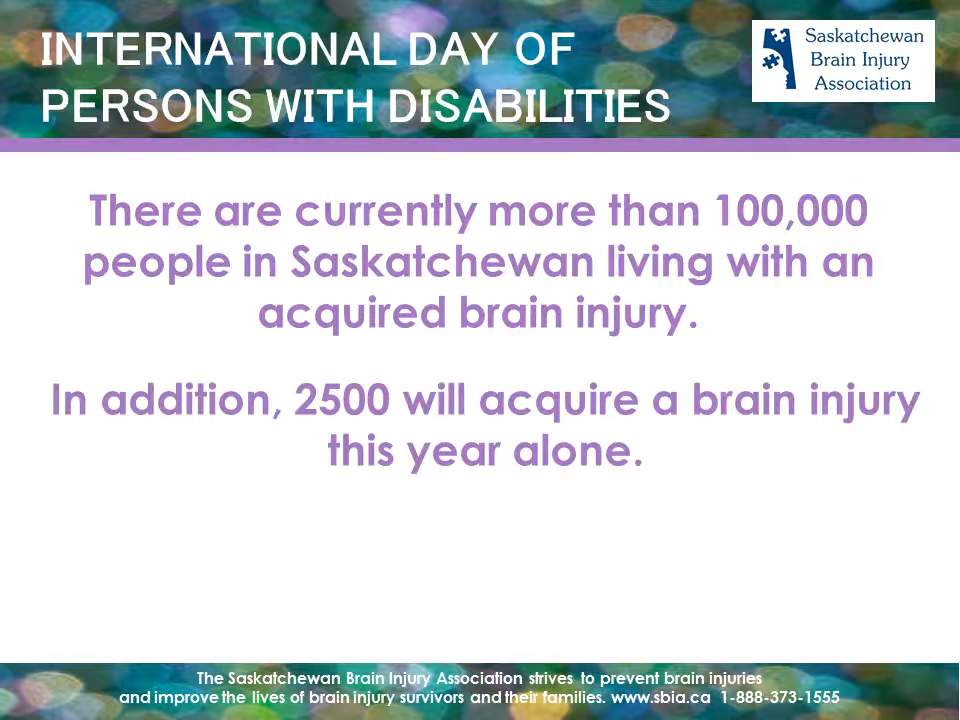 INTERNATIONAL DAY OF
PERSONS WITH DISABILITIES
Saskatchewan
Brain Injury
Association
There are currently more than 100,000
people in Saskatchewan living with an
acquired brain injury.
In addition, 2500 will acquire a brain injury
this year alone.
The Saskatchewan Brain Injury Association strives to prevent brain injuries
and improve the lives of brain injury survivors and their families. www.sbia.ca 1-888-373-1555